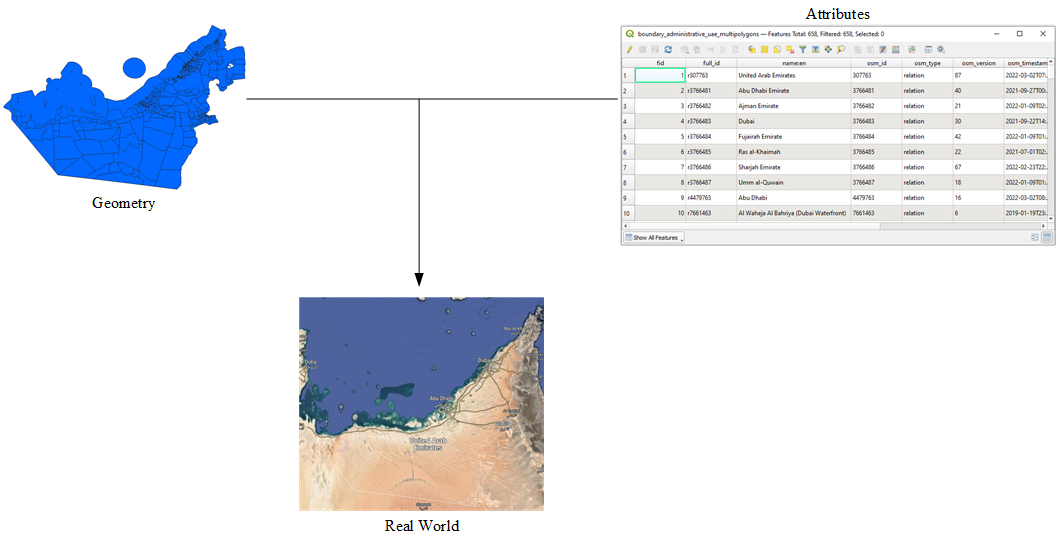 Attributes
boundary_administrative_uae_multipolygons — Features Total: 658, Filtered: 658, Selected: 0
fid full_id name:en osm_id osm_type osm_version osm_timestam
1 1 r307763 United Arab Emirates 307763 relation 87 2022-03-02T07:..
2 2 r3766481 Abu Dhabi Emirate 3766481 relation 40 2021-09-27T00:..
3 3 r3766482 Ajman Emirate 3766482 relation 21 2022-01-09T02:..
4 4 r3766483 Dubai 3766483 relation 30 2021-09-22T14:..
5 5 r3766484 Fujairah Emirate 3766484 relation 42 2022-01-09T01:..
6 6 r3766485 Ras al-Khaimah 3766485 relation 22 2021-07-01T02:..
7 7 r3766486 Sharjah Emirate 3766486 relation 67 2022-02-23T22:..
8 8 r3766487 Umm al-Quwain 3766487 relation 18 2022-01-09T01:..
9 9 r4479763 Abu Dhabi 4479763 relation 16 2022-03-02T08:..
10 10 r7661463 Al Waheja Al Bahriya (Dubai Waterfront) 7661463 relation 6 2019-01-19T23:..
Show All Features
Geometry
Ras Al-Kh
Doha
Dubai
Abu Dhabi
United Arab
Emirates
Real World